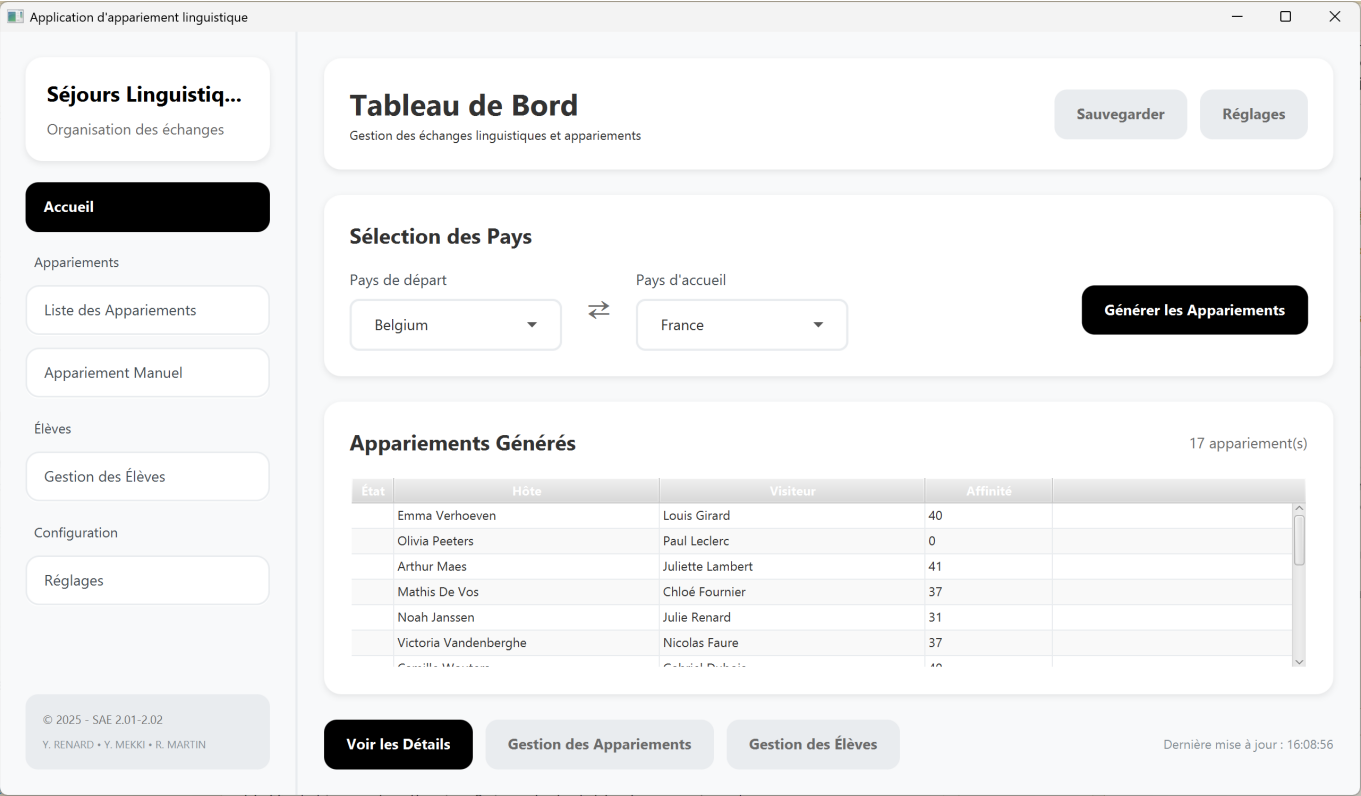 Application d'appariement linguistique
Séjours Linguistiq...
Organisation des échanges
Accueil
Appariements
Liste des Appariements
Appariement Manuel
Élèves
Gestion des Élèves
Configuration
Réglages
© 2025 - SAE 2.01-2.02
Y. RENARD • Y. MEKKI • R. MARTIN
Tableau de Bord
Gestion des échanges linguistiques et appariements
Sauvegarder
Réglages
Sélection des Pays
Pays de départ
Pays d'accueil
Belgium
France
Générer les Appariements
Appariements Générés
17 appariement(s)
État Hôte Visiteur Affinité
Emma Verhoeven Louis Girard 40
Olivia Peeters Paul Leclerc 0
Arthur Maes Juliette Lambert 41
Mathis De Vos Chloé Fournier 37
Noah Janssen Julie Renard 31
Victoria Vandenberghe Nicolas Faure 37
Voir les Détails
Gestion des Appariements
Gestion des Élèves
Dernière mise à jour : 16:08:56